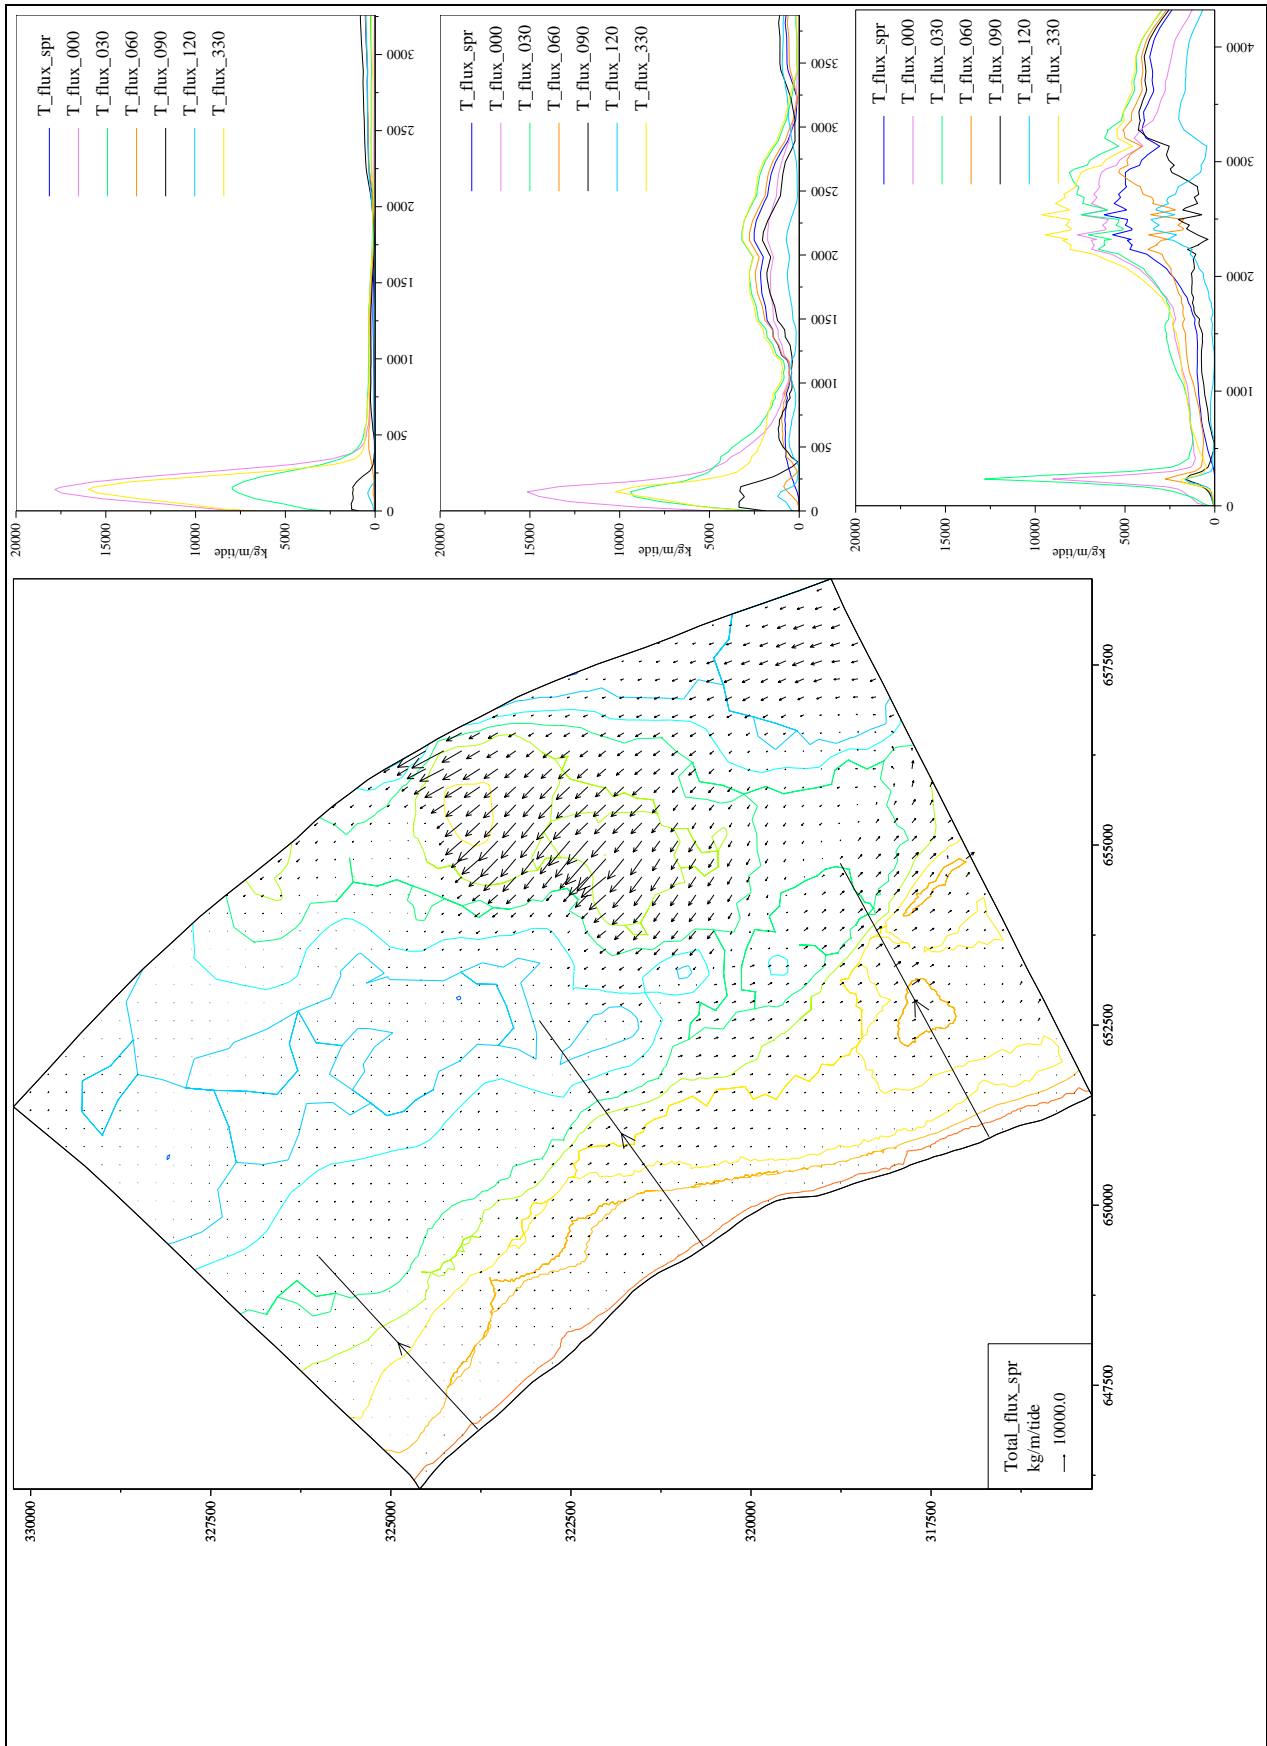 T_flux_spr
T_flux_000
T_flux_030
T_flux_060
T_flux_090
T_flux_120
T_flux_330
20000
15000
10000
5000
0
kg/m/tide
0
500
1000
1500
2000
2500
3000
T_flux_spr
T_flux_000
T_flux_030
T_flux_060
T_flux_090
T_flux_120
T_flux_330
20000
15000
10000
5000
0
kg/m/tide
0
500
1000
1500
2000
2500
3000
3500
T_flux_spr
T_flux_000
T_flux_030
T_flux_060
T_flux_090
T_flux_120
T_flux_330
20000
15000
10000
5000
0
kg/m/tide
0
1000
2000
3000
4000
330000
327500
325000
322500
320000
317500
647500
650000
652500
655000
657500
Total_flux_spr
kg/m/tide
10000.0